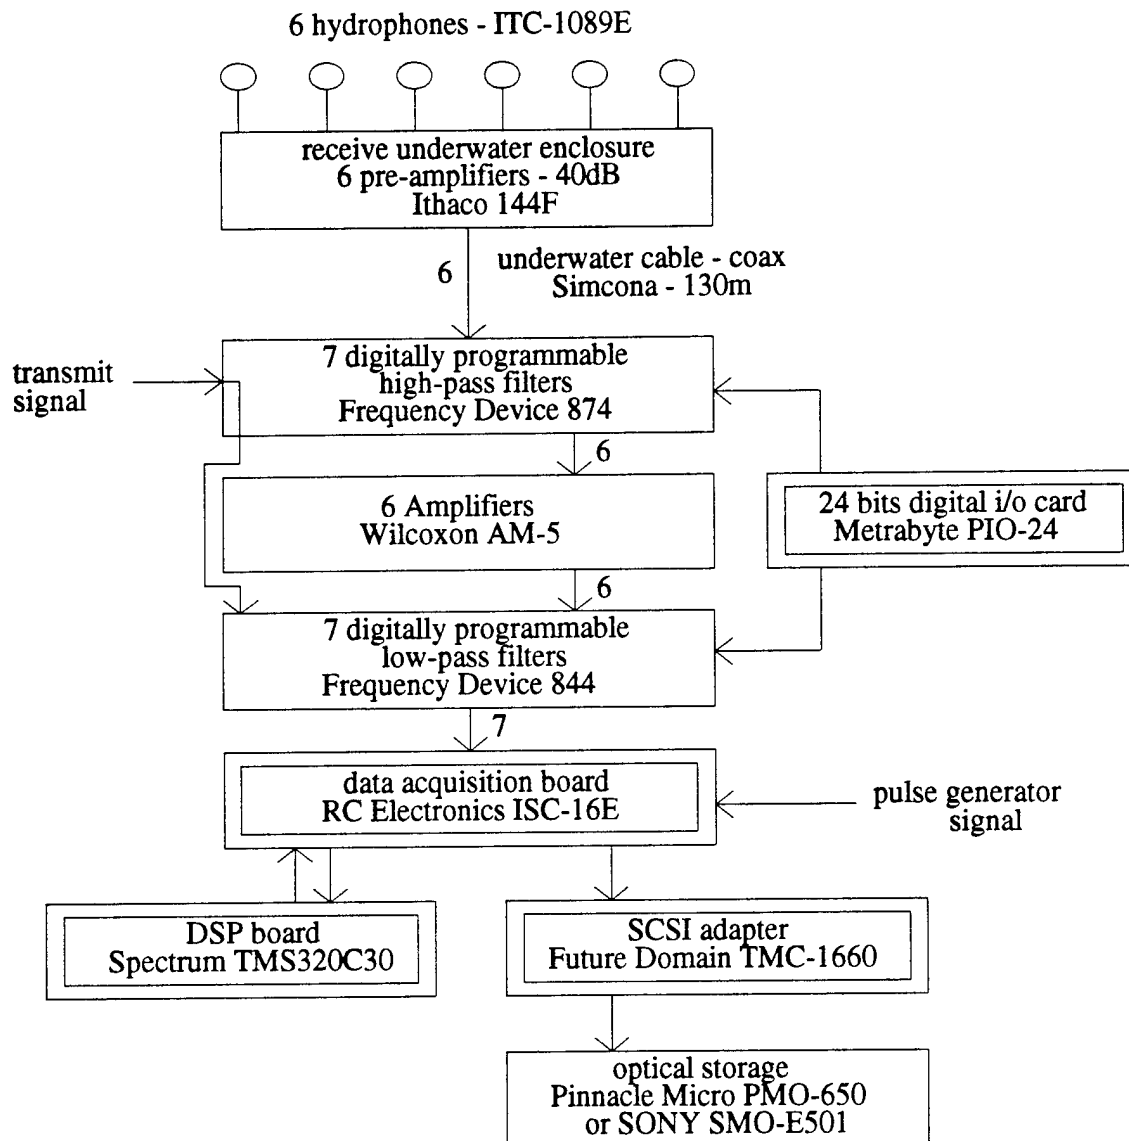 6 hydrophones - ITC-1089E
receive underwater enclosure
6 pre-amplifiers - 40dB
Ithaco 144F
6
underwater cable - coax
Simcona - 130m
transmit
signal
7 digitally programmable
high-pass filters
Frequency Device 874
6
6 Amplifiers
Wilcoxon AM-5
24 bits digital i/o card
Metrabyte PIO-24
6
7 digitally programmable
low-pass filters
Frequency Device 844
7
data acquisition board
RC Electronics ISC-16E
pulse generator
signal
DSP board
Spectrum TMS320C30
SCSI adapter
Future Domain TMC-1660
optical storage
Pinnacle Micro PMO-650
or SONY SMO-E501